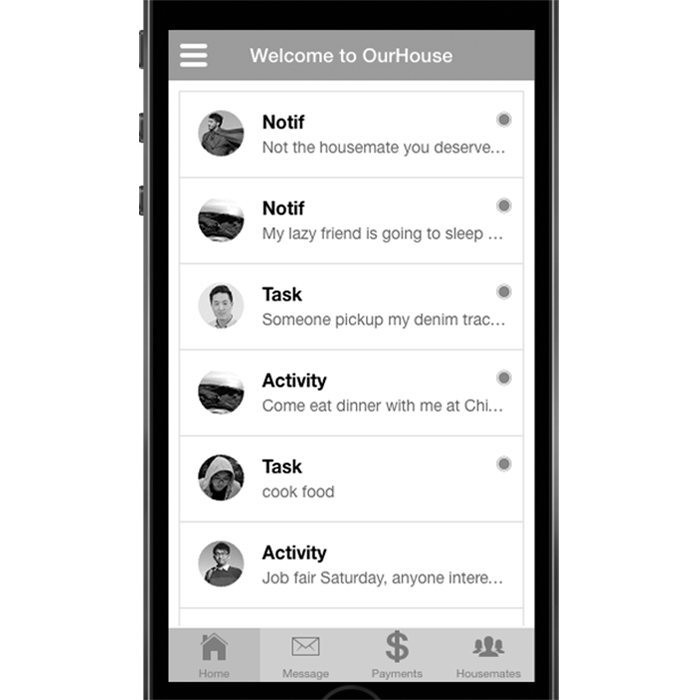 Welcome to OurHouse
Notif
Not the housemate you deserve...
Notif
My lazy friend is going to sleep ...
Task
Someone pickup my denim trac...
Activity
Come eat dinner with me at Chi...
Task
cook food
Activity
Job fair Saturday, anyone intere...
$
Home
Message
Payments
Housemates